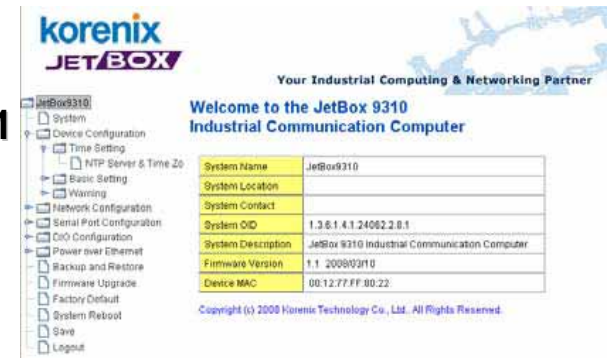 korenix
JET BOX
Your Industrial Computing & Networking Partner
JetBox9310
System
Device Configuration
Time Setting
NTP Server & Time Zo
Basic Setting
Warning
Network Configuration
Serial Port Configuration
DIO Configuration
Power over Ethernet
Backup and Restore
Firmware Upgrade
Factory Default
System Reboot
Save
Logout
Welcome to the JetBox 9310
Industrial Communication Computer
System Name JetBox9310
System Location
System Contact
System OID 1.3.6.1.4.1.24062.2.8.1
System Description JetBox 9310 Industrial Communication Computer
Firmware Version 1.1 2008/03/10
Device MAC 00:12:77:FF:00:22
Copyright (c) 2008 Korenix Technology Co., Ltd. All Rights Reserved.